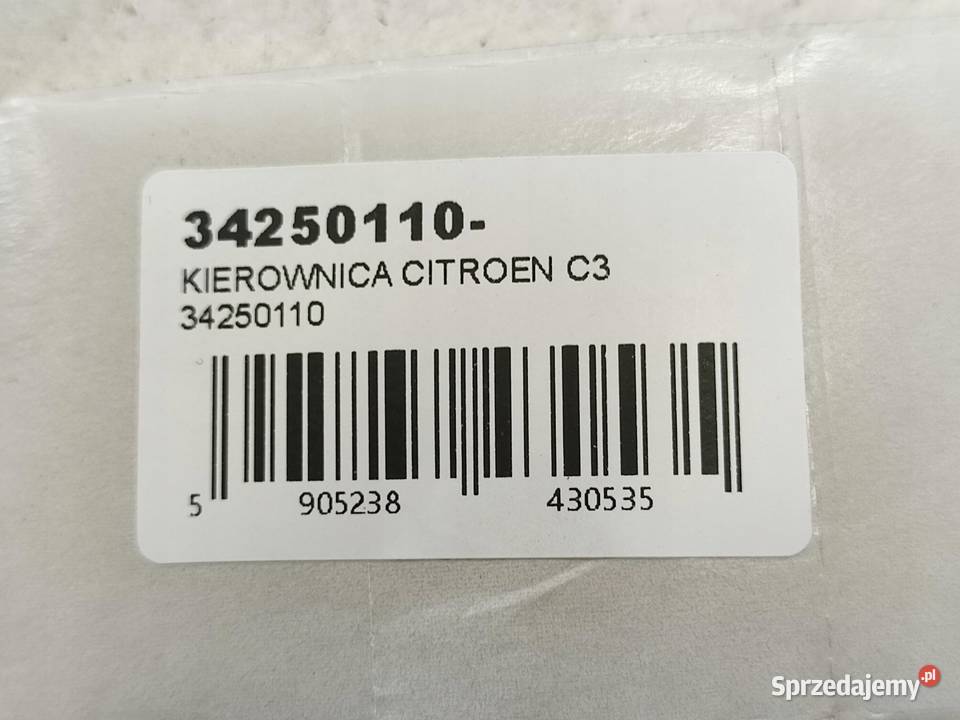 34250110-
KIEROWNICA CITROEN C3
34250110
5 905238 430535
Sprzedajemy.pl